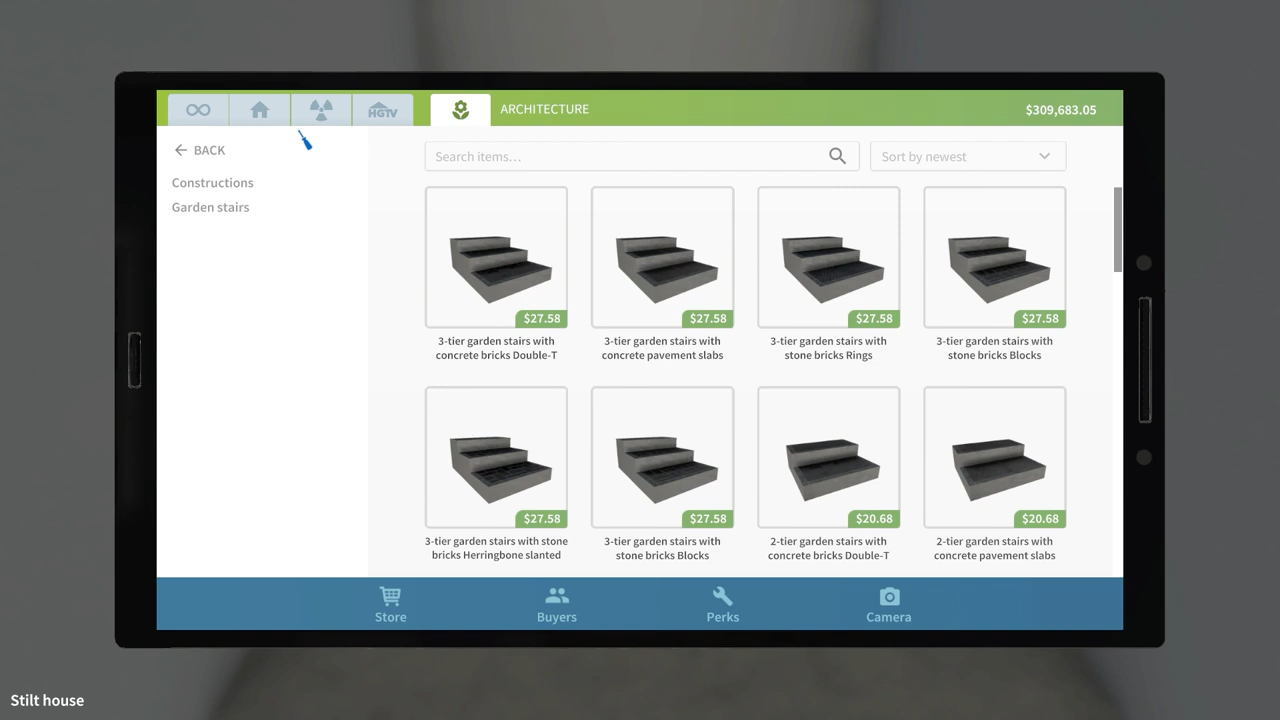 HGTV
ARCHITECTURE
$309,683.05
BACK
Constructions
Garden stairs
Search items...
Sort by newest
$27.58
$27.58
$27.58
$27.58
3-tier garden stairs with
concrete bricks Double-T
3-tier garden stairs with
concrete pavement slabs
3-tier garden stairs with
stone bricks Rings
3-tier garden stairs with
stone bricks Blocks
$27.58
$27.58
$20.68
$20.68
3-tier garden stairs with stone
bricks Herringbone slanted
3-tier garden stairs with
stone bricks Blocks
2-tier garden stairs with
concrete bricks Double-T
2-tier garden stairs with
concrete pavement slabs
Store
Buyers
Perks
Camera
Stilt house